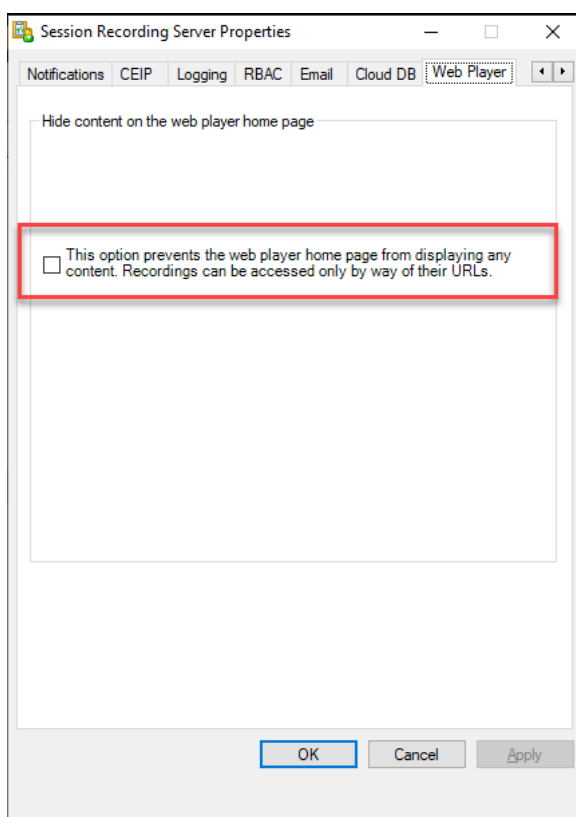 Session Recording Server Properties
Notifications CEIP Logging RBAC Email Cloud DB Web Player
Hide content on the web player home page
This option prevents the web player home page from displaying any
content. Recordings can be accessed only by way of their URLs.
OK Cancel Apply